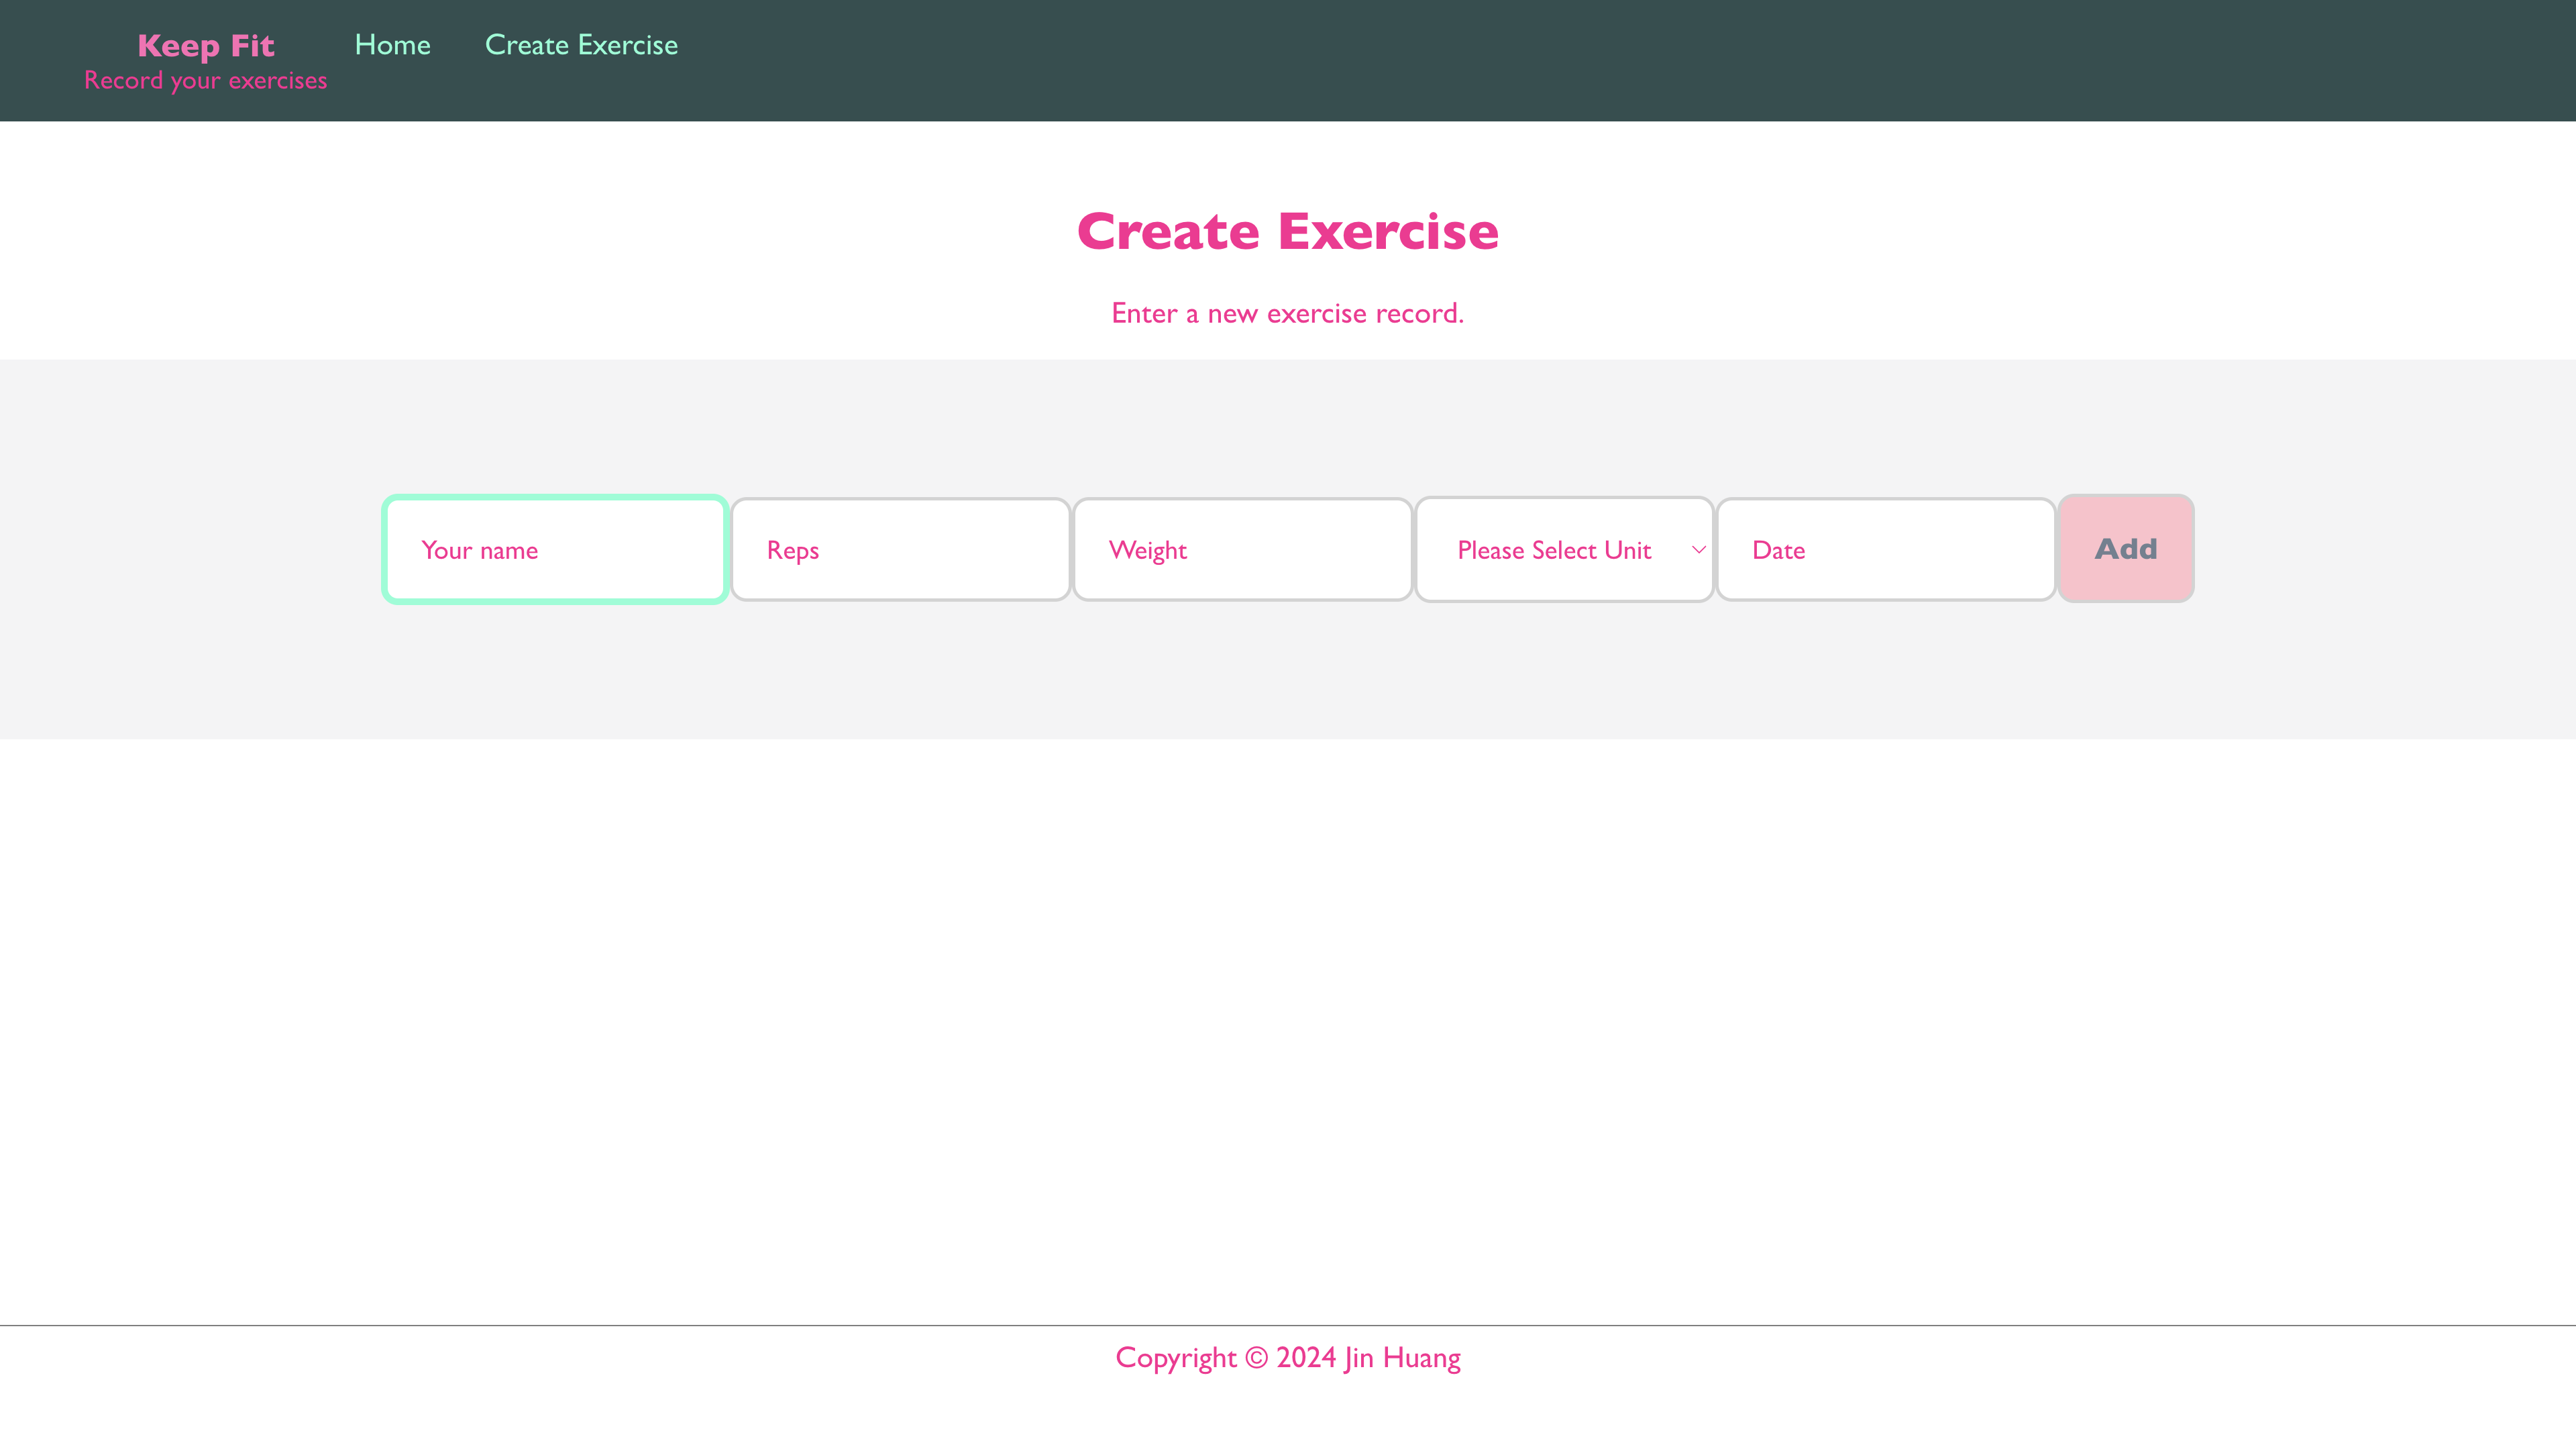 Keep Fit
Record your exercises
Home
Create Exercise
Create Exercise
Enter a new exercise record.
Your name
Reps
Weight
Please Select Unit
Date
Add
Copyright © 2024 Jin Huang